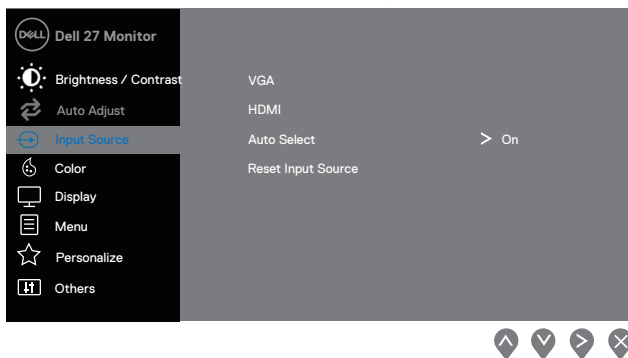 DELL Dell 27 Monitor
Brightness / Contrast
VGA
Auto Adjust
HDMI
Input Source
Auto Select
On
Color
Reset Input Source
Display
Menu
Personalize
Others